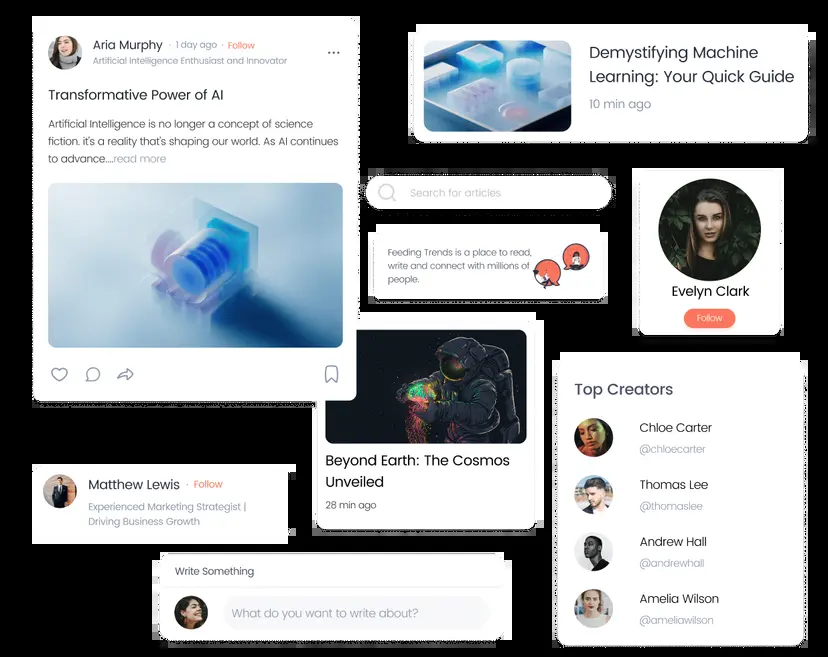 Aria Murphy · 1 day ago · Follow
Artificial Intelligence Enthusiast and Innovator
Transformative Power of AI
Artificial Intelligence is no longer a concept of science
fiction. it's a reality that's shaping our world. As AI continues
to advance....read more
Demystifying Machine
Learning: Your Quick Guide
10 min ago
Search for articles
Feeding Trends is a place to read,
write and connect with millions of
people.
Evelyn Clark
Follow
Beyond Earth: The Cosmos
Unveiled
28 min ago
Top Creators
Chloe Carter
@chloecarter
Thomas Lee
@thomaslee
Andrew Hall
@andrewhall
Amelia Wilson
@ameliawilson
Matthew Lewis · Follow
Experienced Marketing Strategist |
Driving Business Growth
Write Something
What do you want to write about?